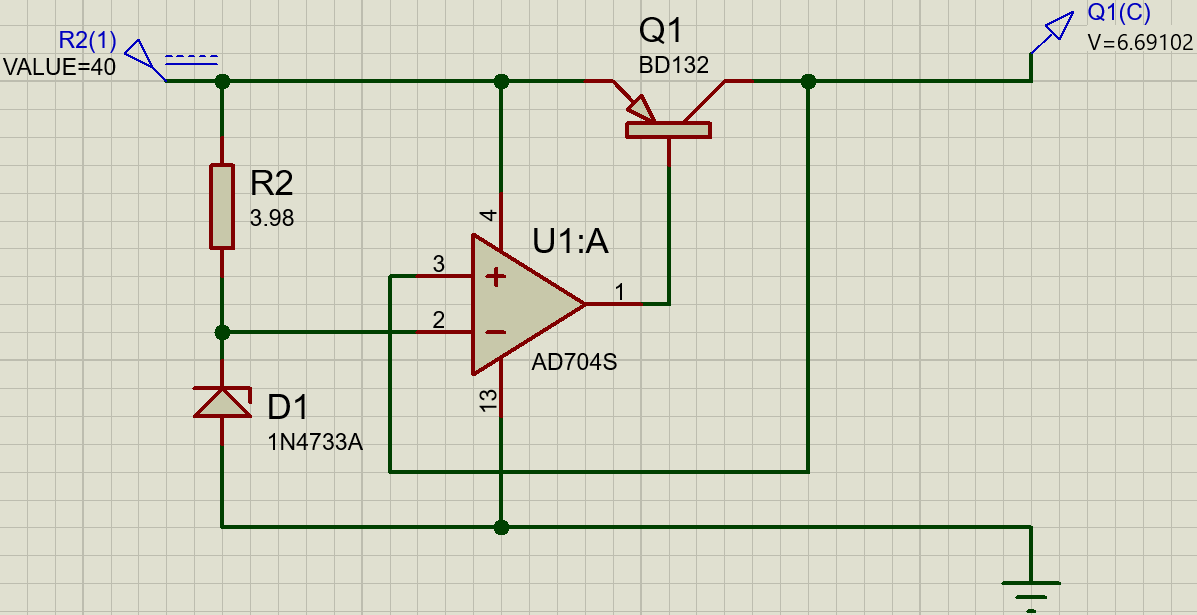 R2(1)
VALUE=40
Q1
BD132
Q1(C)
V=6.69102
R2
3.98
4
U1:A
3
+
1
2
−
AD704S
13
D1
1N4733A